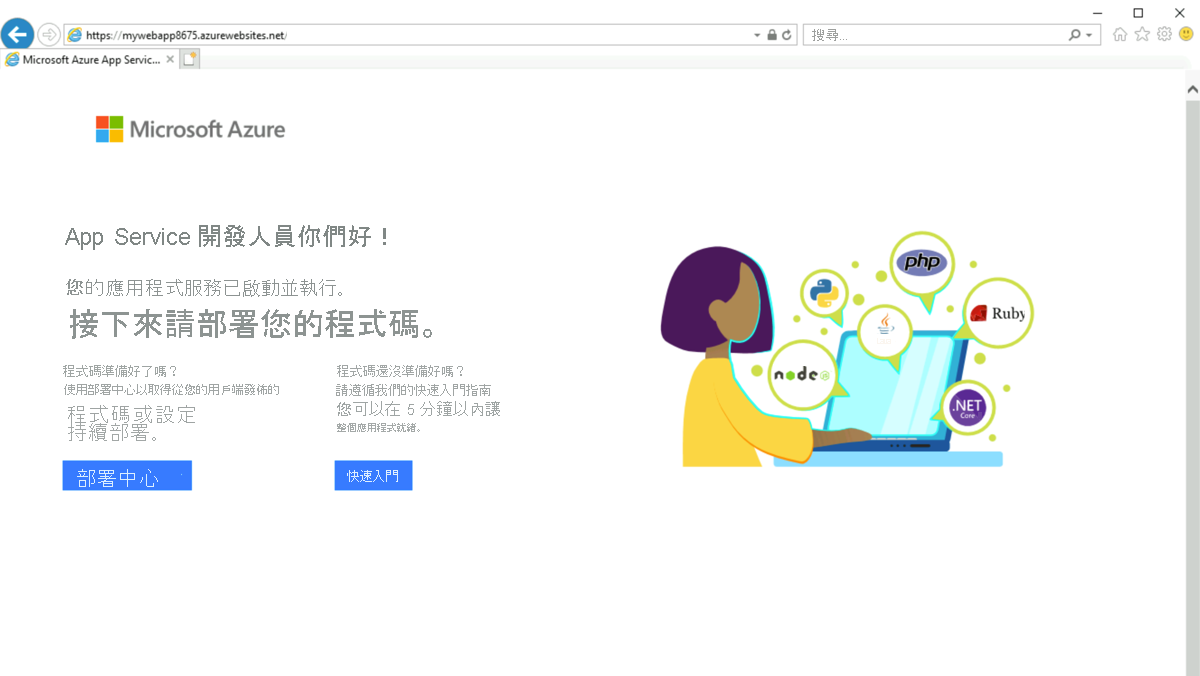 https://mywebapp8675.azurewebsites.net/
搜尋...
Microsoft Azure App Servic...
Microsoft Azure
App Service 開發人員你們好！
您的應用程式服務已啟動並執行。
接下來請部署您的程式碼。
程式碼準備好了嗎？
使用部署中心以取得從您的用戶端發佈的
程式碼或設定
持續部署。
部署中心
程式碼還沒準備好嗎？
請遵循我們的快速入門指南
您可以在 5 分鐘以內讓
整個應用程式就緒。
快速入門
php
Ruby
node
.NET
Core